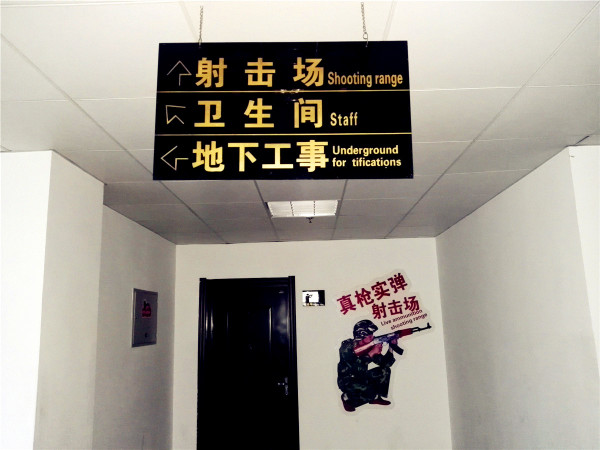 射击场 Shooting range
卫生间 Staff
地下工事 Underground
for tifications
真枪实弹
射击场
Live ammunition
shooting range